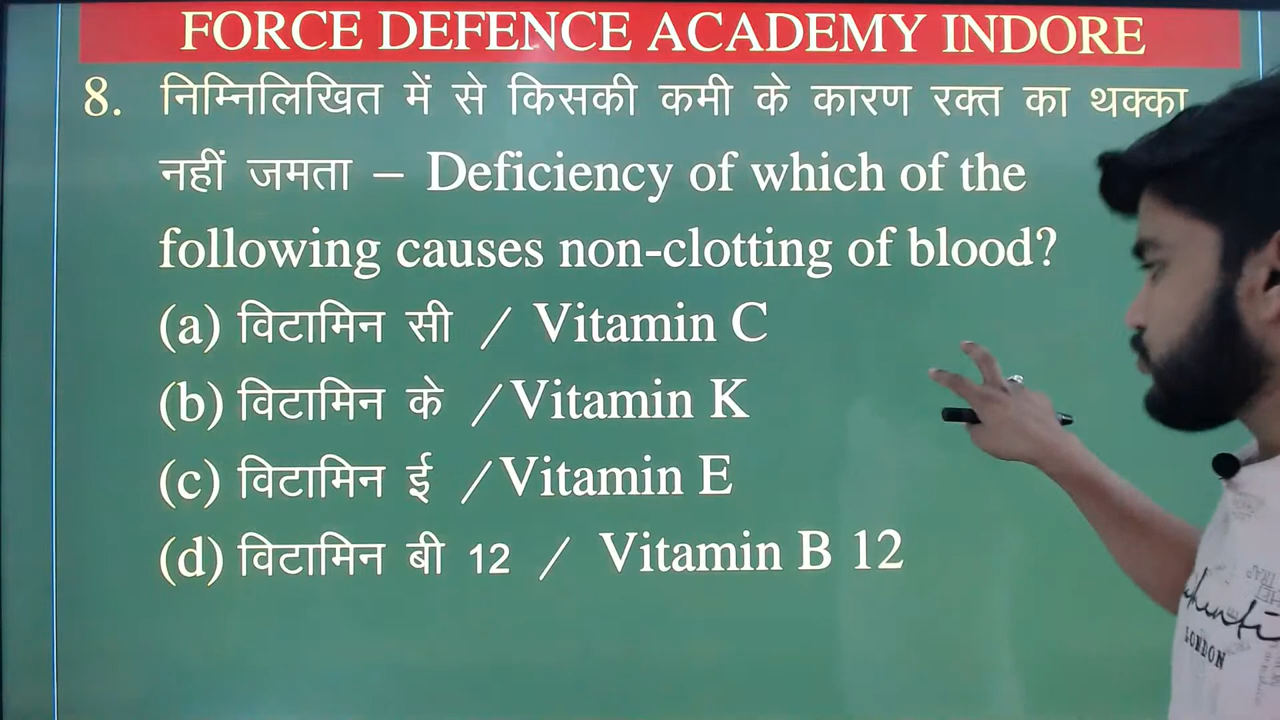 FORCE DEFENCE ACADEMY INDORE
8. निम्निलिखित में से किसकी कमी के कारण रक्त का थक्का
नहीं जमता – Deficiency of which of the
following causes non-clotting of blood?
(a) विटामिन सी / Vitamin C
(b) विटामिन के /Vitamin K
(c) विटामिन ई /Vitamin E
(d) विटामिन बी 12 / Vitamin B 12
LONDON